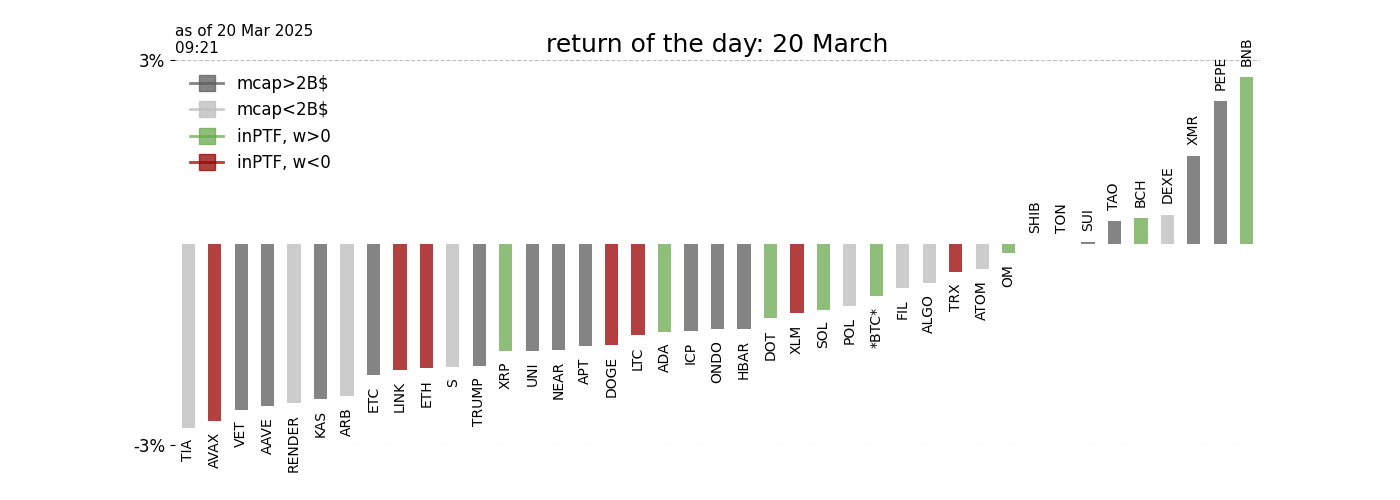 as of 20 Mar 2025
09:21
return of the day: 20 March
3%
mcap>2B$
mcap<2B$
inPTF, w>0
inPTF, w<0
-3%
TIA
AVAX
VET
AAVE
RENDER
KAS
ARB
ETC
LINK
ETH
S
TRUMP
XRP
UNI
NEAR
APT
DOGE
LTC
ADA
ICP
ONDO
HBAR
DOT
XLM
SOL
POL
*BTC*
FIL
ALGO
TRX
ATOM
OM
SHIB
TON
SUI
TAO
BCH
DEXE
XMR
PEPE
BNB